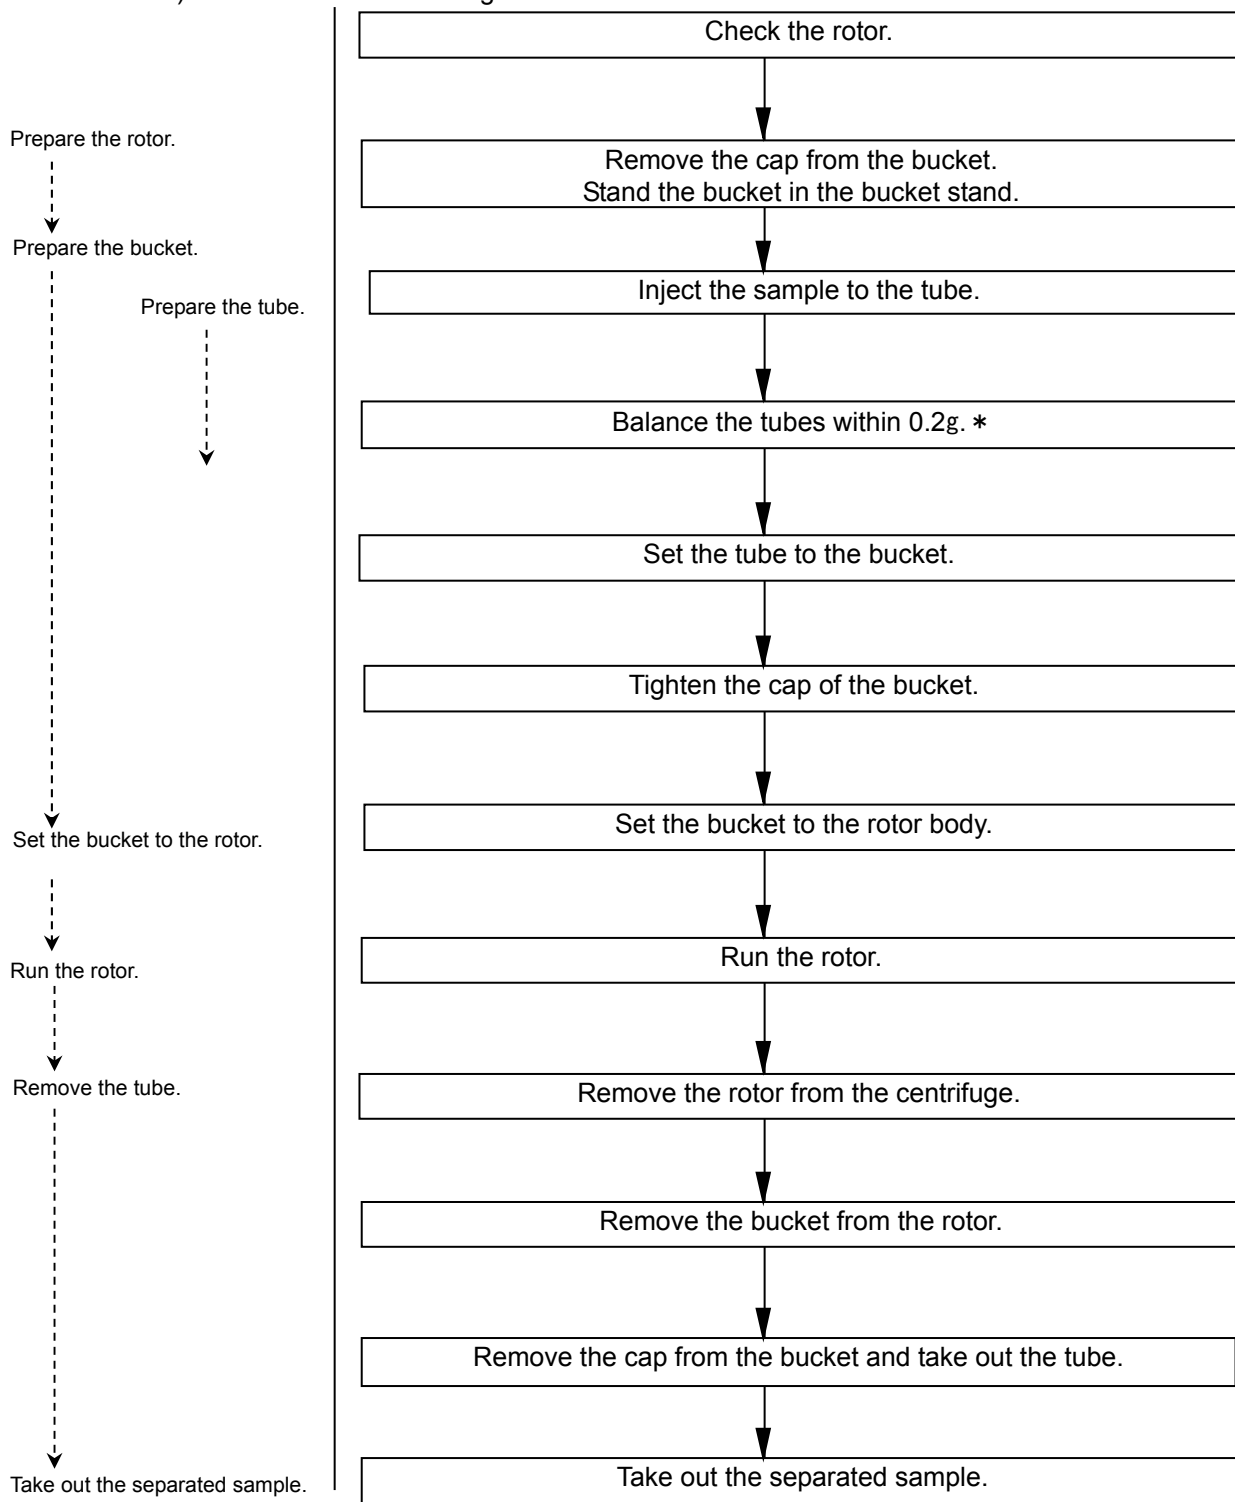 Check the rotor.
Prepare the rotor.
Remove the cap from the bucket.
Stand the bucket in the bucket stand.
Prepare the bucket.
Inject the sample to the tube.
Prepare the tube.
Balance the tubes within 0.2g. *
Set the tube to the bucket.
Tighten the cap of the bucket.
Set the bucket to the rotor body.
Set the bucket to the rotor.
Run the rotor.
Run the rotor.
Remove the tube.
Remove the rotor from the centrifuge.
Remove the bucket from the rotor.
Remove the cap from the bucket and take out the tube.
Take out the separated sample.
Take out the separated sample.